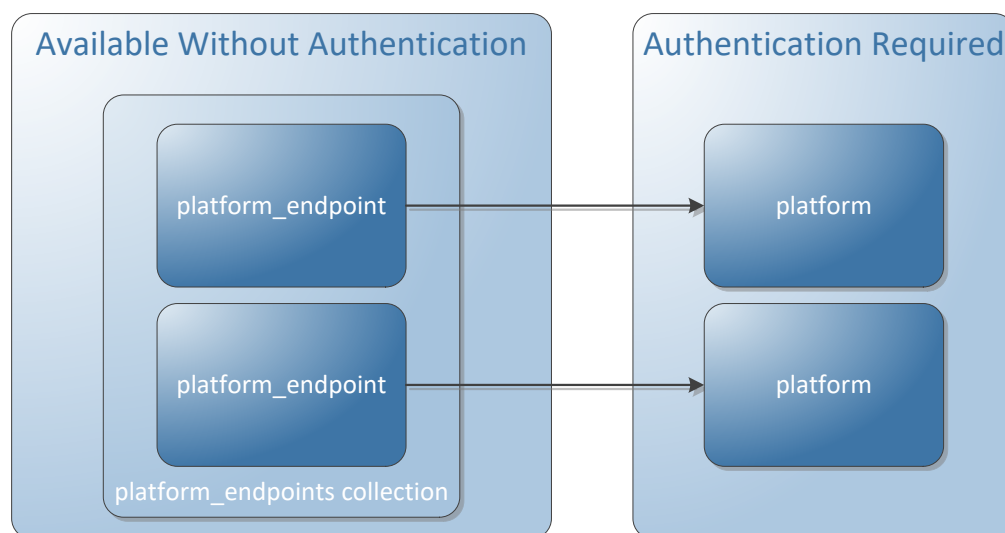 Available Without Authentication
Authentication Required
platform_endpoint
platform
platform_endpoint
platform
platform_endpoints collection